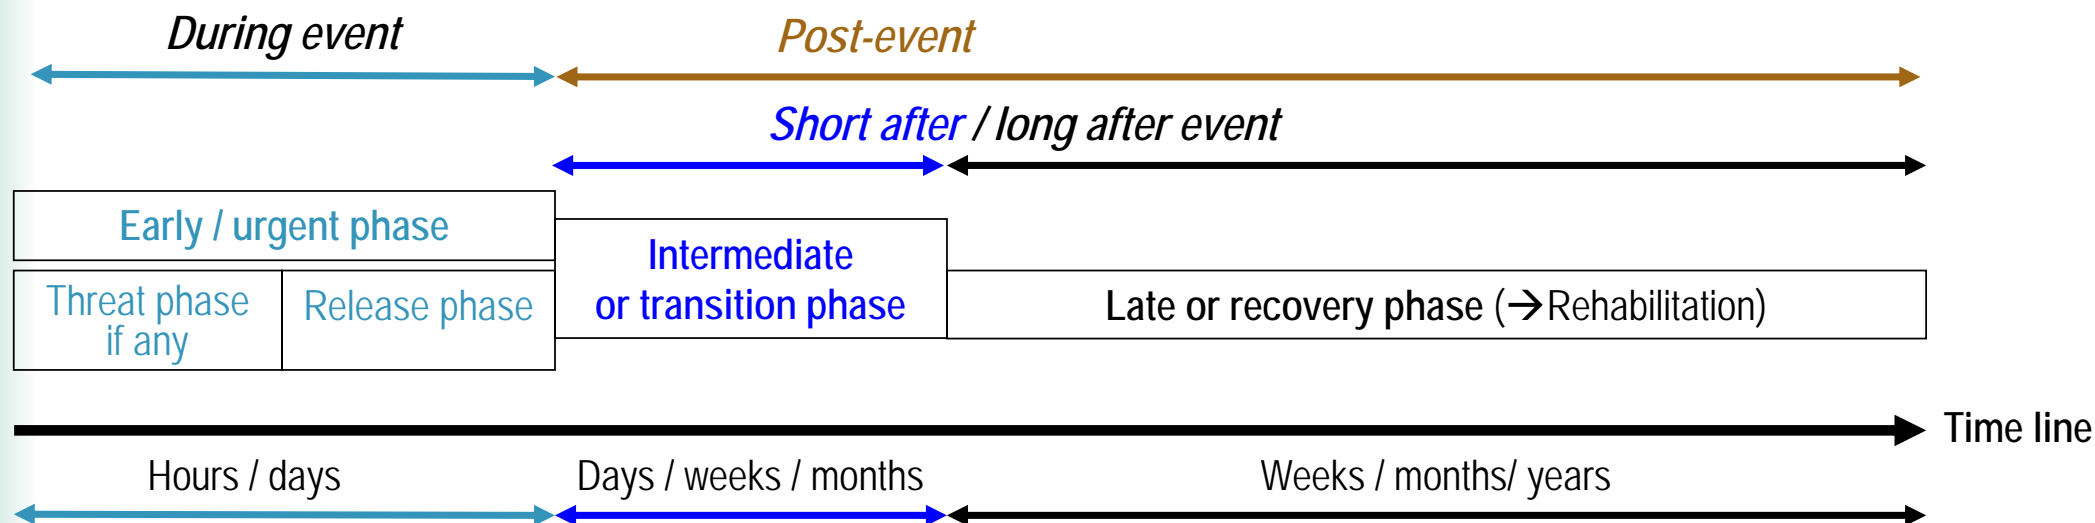 During event
Post-event
Short after / long after event
Early / urgent phase
Threat phase
if any
Release phase
Intermediate
or transition phase
Late or recovery phase (→Rehabilitation)
Time line
Hours / days
Days / weeks / months
Weeks / months/ years